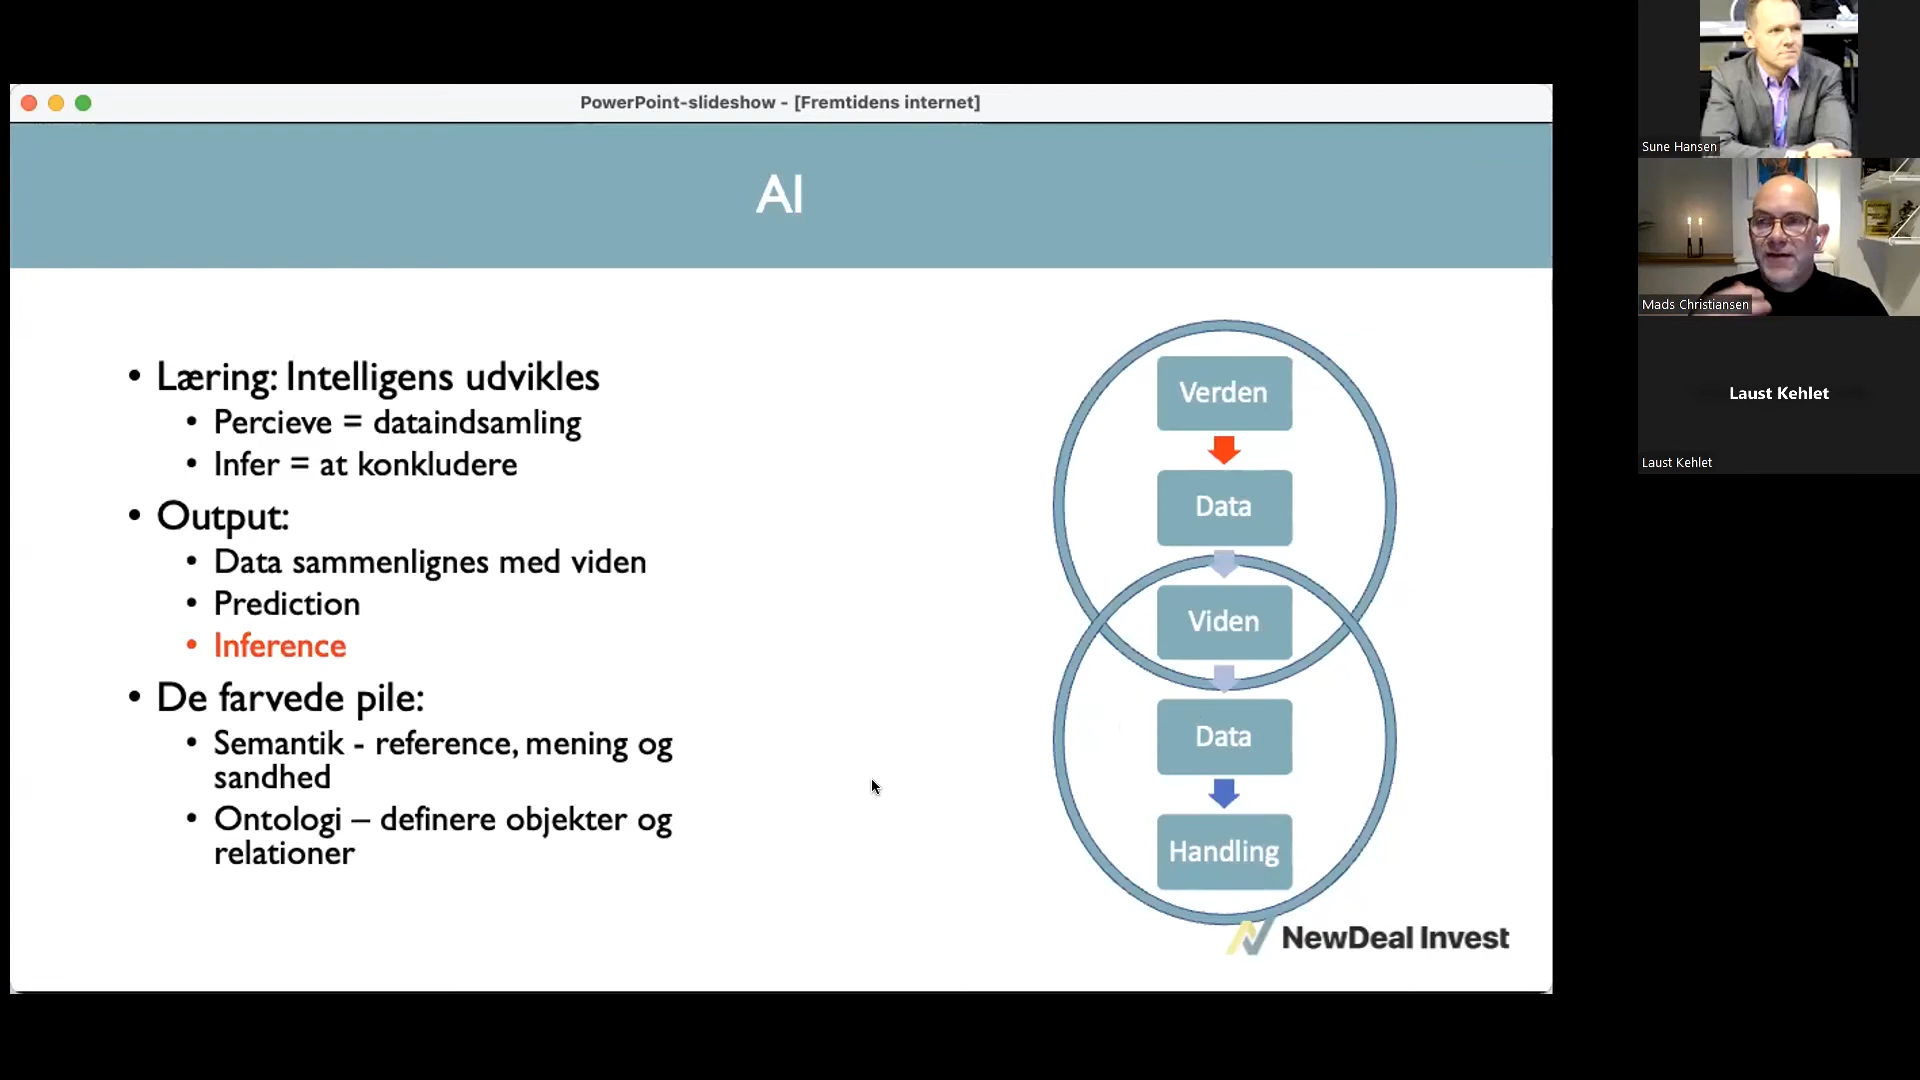 PowerPoint-slideshow - [Fremtidens internet]
AI
• Læring: Intelligens udvikles
• Percieve = dataindsamling
• Infer = at konkludere
• Output:
• Data sammenlignes med viden
• Prediction
• Inference
• De farvede pile:
• Semantik - reference, mening og
sandhed
• Ontologi – definere objekter og
relationer
Verden
Data
Viden
Data
Handling
NewDeal Invest
Sune Hansen
Mads Christiansen
Laust Kehlet
Laust Kehlet